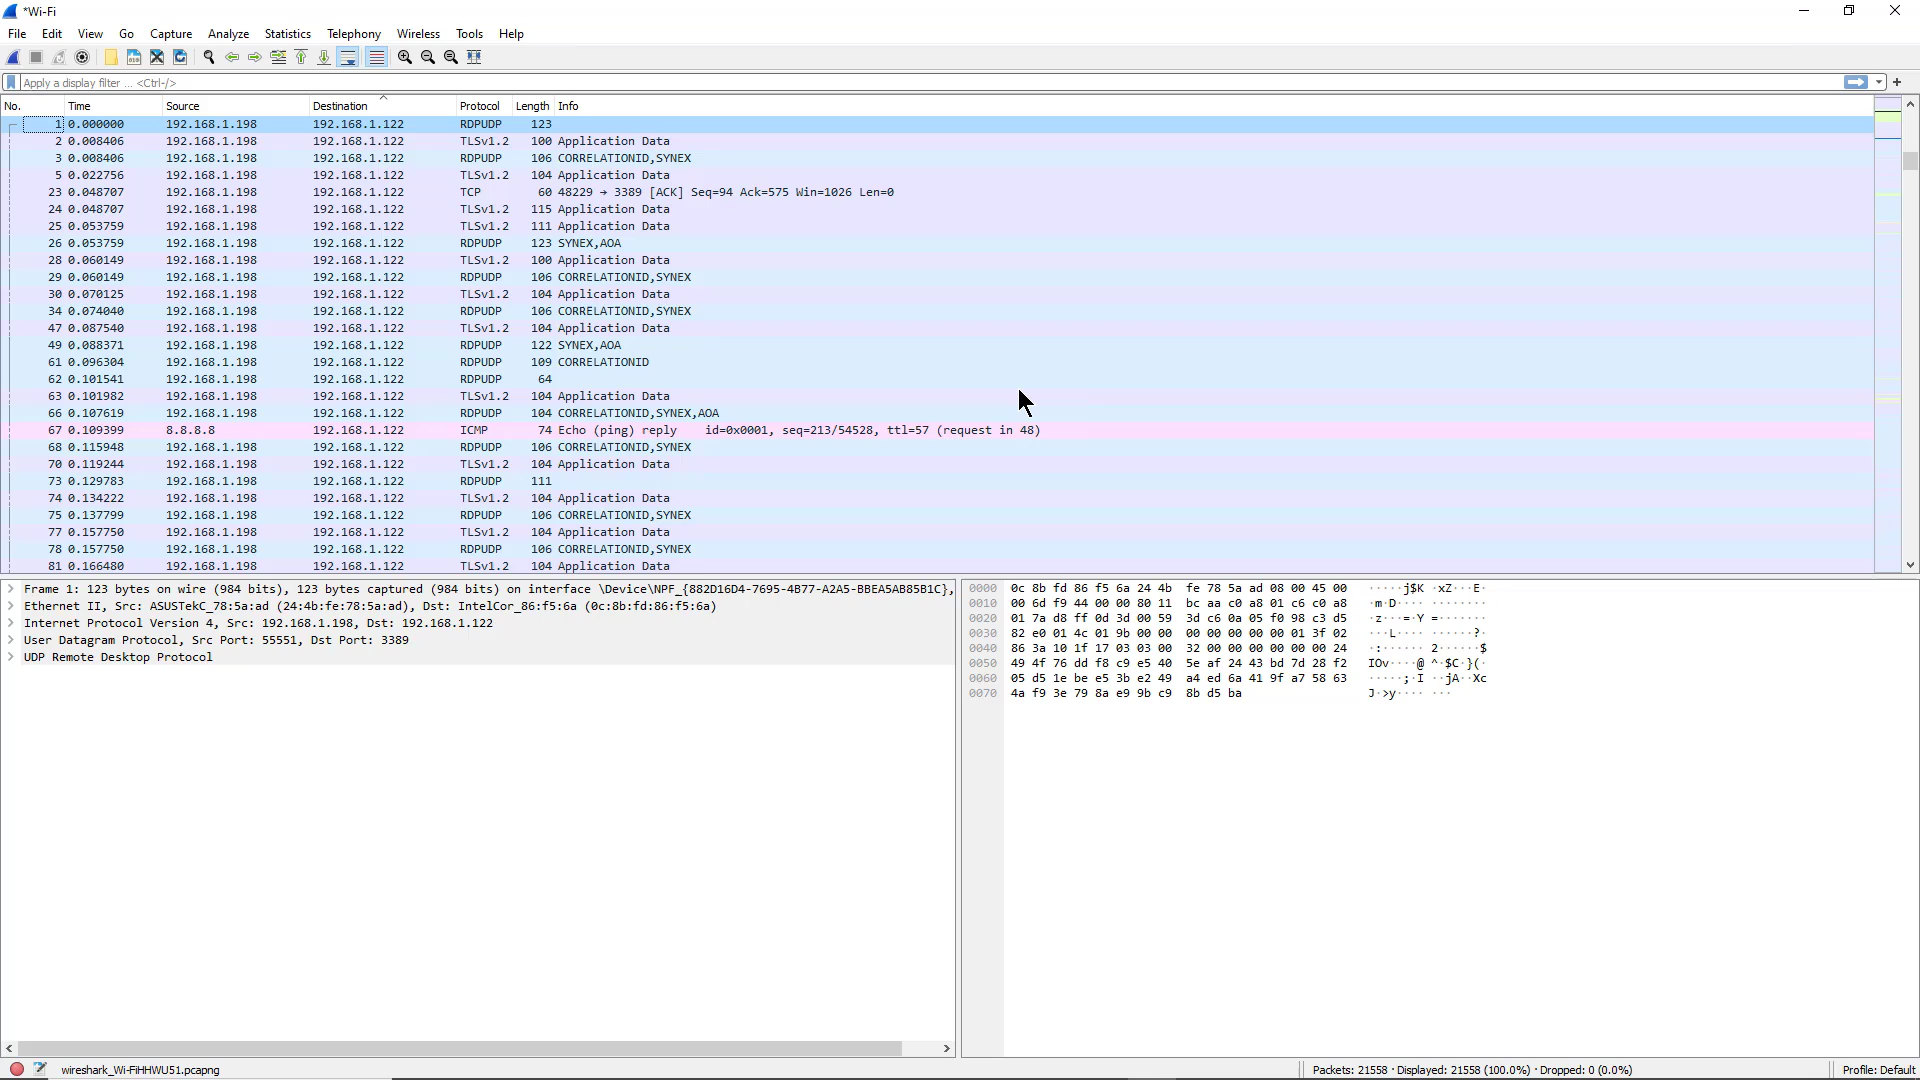 *Wi-Fi
File Edit View Go Capture Analyze Statistics Telephony Wireless Tools Help
Apply a display filter ... <Ctrl-/>
No. Time Source Destination Protocol Length Info
1 0.000000 192.168.1.198 192.168.1.122 RDPUDP 123
2 0.008406 192.168.1.198 192.168.1.122 TLSv1.2 100 Application Data
3 0.008406 192.168.1.198 192.168.1.122 RDPUDP 106 CORRELATIONID,SYNEX
5 0.022756 192.168.1.198 192.168.1.122 TLSv1.2 104 Application Data
23 0.048707 192.168.1.198 192.168.1.122 TCP 60 48229 → 3389 [ACK] Seq=94 Ack=575 Win=1026 Len=0
24 0.048707 192.168.1.198 192.168.1.122 TLSv1.2 115 Application Data
25 0.053759 192.168.1.198 192.168.1.122 TLSv1.2 111 Application Data
26 0.053759 192.168.1.198 192.168.1.122 RDPUDP 123 SYNEX,AOA
28 0.060149 192.168.1.198 192.168.1.122 TLSv1.2 100 Application Data
29 0.060149 192.168.1.198 192.168.1.122 RDPUDP 106 CORRELATIONID,SYNEX
30 0.070125 192.168.1.198 192.168.1.122 TLSv1.2 104 Application Data
34 0.074040 192.168.1.198 192.168.1.122 RDPUDP 106 CORRELATIONID,SYNEX
47 0.087540 192.168.1.198 192.168.1.122 TLSv1.2 104 Application Data
49 0.088371 192.168.1.198 192.168.1.122 RDPUDP 122 SYNEX,AOA
61 0.096304 192.168.1.198 192.168.1.122 RDPUDP 109 CORRELATIONID
62 0.101541 192.168.1.198 192.168.1.122 RDPUDP 64
63 0.101982 192.168.1.198 192.168.1.122 TLSv1.2 104 Application Data
66 0.107619 192.168.1.198 192.168.1.122 RDPUDP 104 CORRELATIONID,SYNEX,AOA
67 0.109399 8.8.8.8 192.168.1.122 ICMP 74 Echo (ping) reply id=0x0001, seq=213/54528, ttl=57 (request in 48)
68 0.115948 192.168.1.198 192.168.1.122 RDPUDP 106 CORRELATIONID,SYNEX
70 0.119244 192.168.1.198 192.168.1.122 TLSv1.2 104 Application Data
73 0.129783 192.168.1.198 192.168.1.122 RDPUDP 111
74 0.134222 192.168.1.198 192.168.1.122 TLSv1.2 104 Application Data
75 0.137799 192.168.1.198 192.168.1.122 RDPUDP 106 CORRELATIONID,SYNEX
77 0.157750 192.168.1.198 192.168.1.122 TLSv1.2 104 Application Data
78 0.157750 192.168.1.198 192.168.1.122 RDPUDP 106 CORRELATIONID,SYNEX
81 0.166480 192.168.1.198 192.168.1.122 TLSv1.2 104 Application Data
Frame 1: 123 bytes on wire (984 bits), 123 bytes captured (984 bits) on interface \Device\NPF_{882D16D4-7695-4B77-A2A5-BBEA5AB85B1C},
Ethernet II, Src: ASUSTekC_78:5a:ad (24:4b:fe:78:5a:ad), Dst: IntelCor_86:f5:6a (0c:8b:fd:86:f5:6a)
Internet Protocol Version 4, Src: 192.168.1.198, Dst: 192.168.1.122
User Datagram Protocol, Src Port: 55551, Dst Port: 3389
UDP Remote Desktop Protocol
0000 0c 8b fd 86 f5 6a 24 4b fe 78 5a ad 08 00 45 00 ·····j$K ·xZ···E·
0010 00 6d f9 44 00 00 80 11 bc aa c0 a8 01 c6 c0 a8 ·m·D···· ········
0020 01 7a d8 ff 0d 3d 00 59 3d c6 0a 05 f0 98 c3 d5 ·z···=·Y =·······
0030 82 e0 01 4c 01 9b 00 00 00 00 00 00 00 01 3f 02 ···L···· ······?·
0040 86 3a 10 1f 17 03 03 00 32 00 00 00 00 00 00 24 ·:······ 2······$
0050 49 4f 76 dd f8 c9 e5 40 5e af 24 43 bd 7d 28 f2 IOv····@ ^·$C·}(·
0060 05 d5 1e be e5 3b e2 49 a4 ed 6a 41 9f a7 58 63 ·····;·I ··jA··Xc
0070 4a f9 3e 79 8a e9 9b c9 8b d5 ba J·>y···· ···
wireshark_Wi-FiHHWU51.pcapng Packets: 21558 · Displayed: 21558 (100.0%) · Dropped: 0 (0.0%) Profile: Default